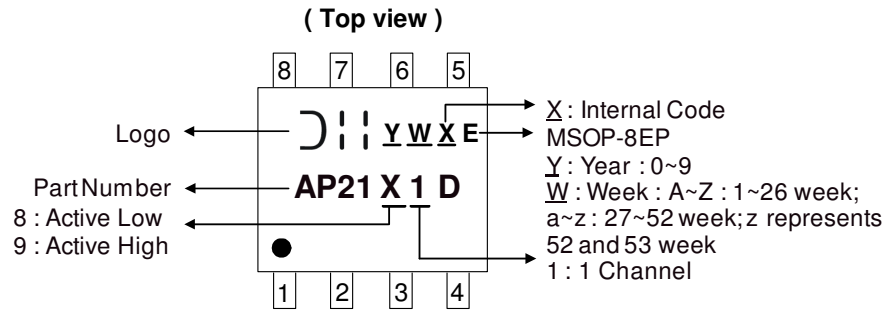 ( Top view )
8 7 6 5
Logo
Y W X E
X : Internal Code
MSOP-8EP
Y : Year : 0~9
W : Week : A~Z : 1~26 week;
a~z : 27~52 week; z represents
52 and 53 week
1 : 1 Channel
Part Number
AP21 X 1 D
8 : Active Low
9 : Active High
1 2 3 4